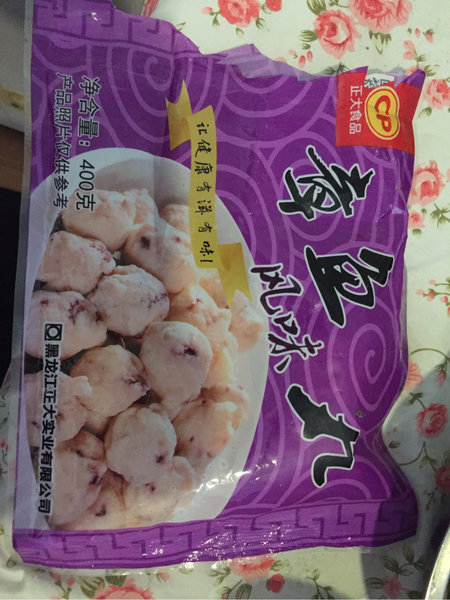 CP
正大食品
章鱼
风味
丸
让健康有滋有味!
净含量：400克
产品照片仅供参考
黑龙江正大实业有限公司